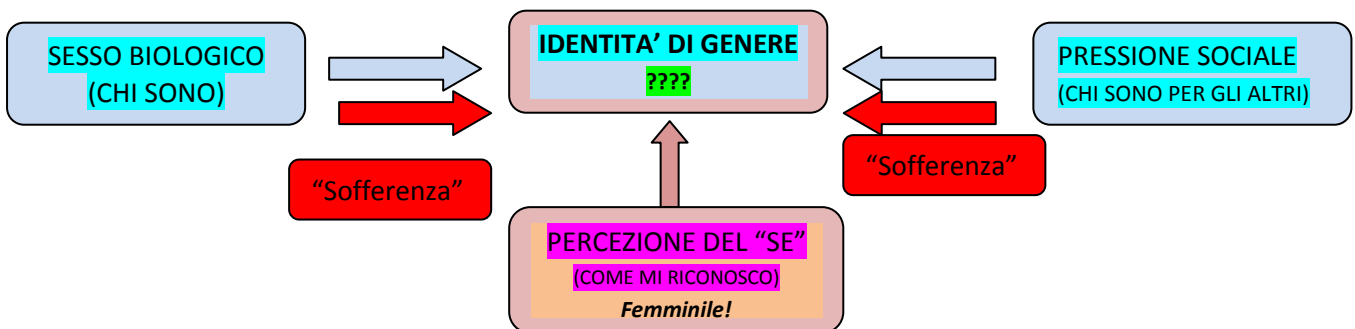 SESSO BIOLOGICO
(CHI SONO)
IDENTITA’ DI GENERE
????
PRESSIONE SOCIALE
(CHI SONO PER GLI ALTRI)
“Sofferenza”
“Sofferenza”
PERCEZIONE DEL “SE”
(COME MI RICONOSCO)
Femminile!